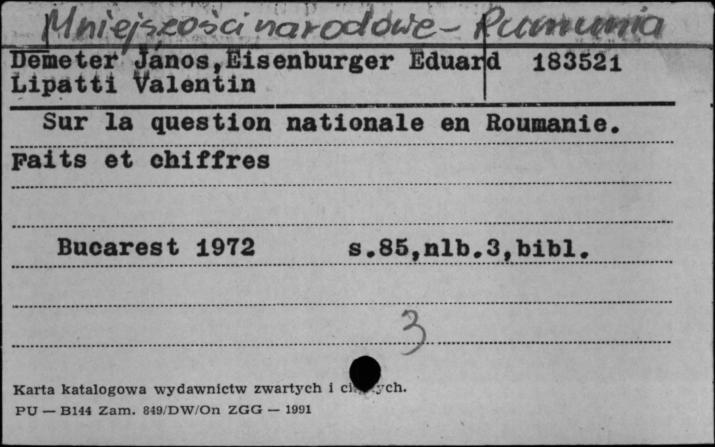 Mniejszości narodowe - Rumunia
Demeter János,Eisenburger Eduard 183521
Lipatti Valentin
Sur la question nationale en Roumanie.
Faits et chiffres
Bucarest 1972 s.85,nlb.3,bibl.
3
Karta katalogowa wydawnictw zwartych i
PU — B144 Zam. 849/DW/On ZGG — 1991